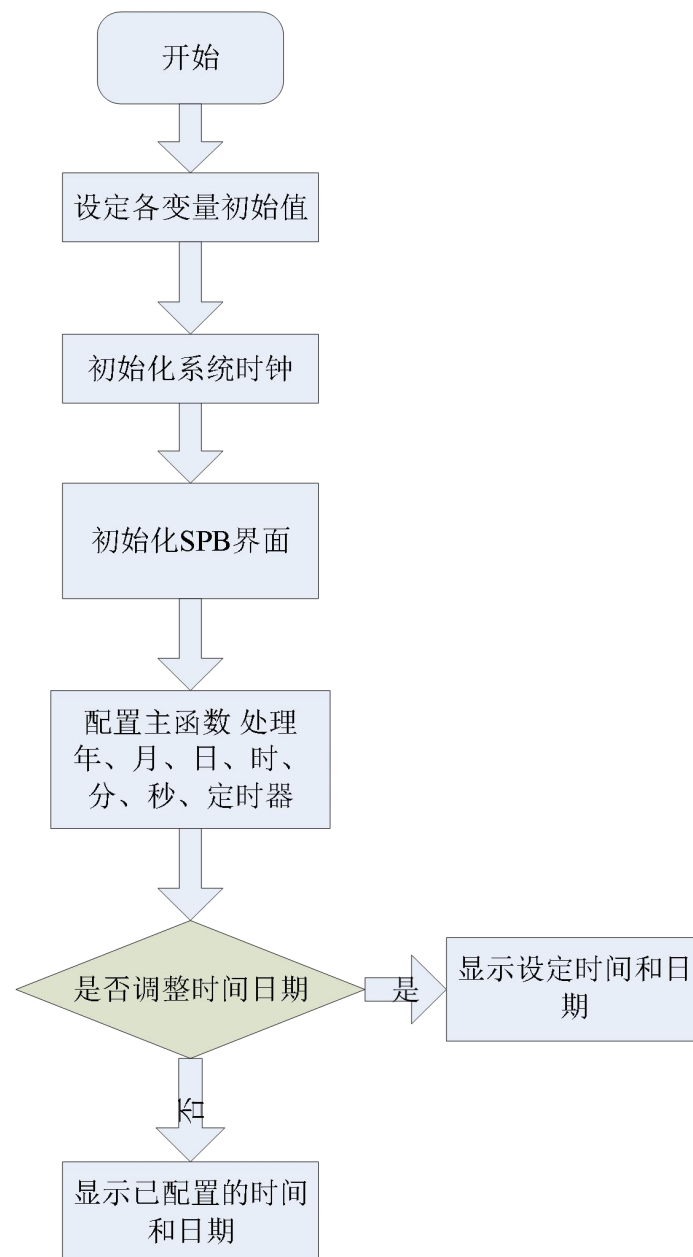 开始
设定各变量初始值
初始化系统时钟
初始化SPB界面
配置主函数 处理
年、月、日、时、
分、秒、定时器
是否调整时间日期
是
显示设定时间和日
期
否
显示已配置的时间
和日期